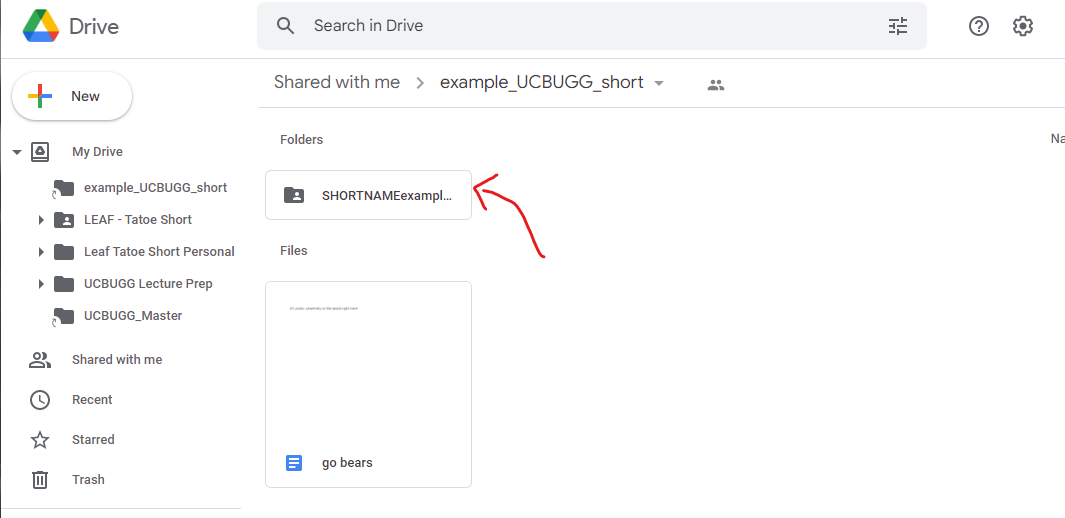 Drive
Search in Drive
New
Shared with me
example_UCBUGG_short
My Drive
example_UCBUGG_short
LEAF - Tatoe Short
Leaf Tatoe Short Personal
UCBUGG Lecture Prep
UCBUGG_Master
Shared with me
Recent
Starred
Trash
Folders
Na
SHORTNAMEexampl...
Files
go bears